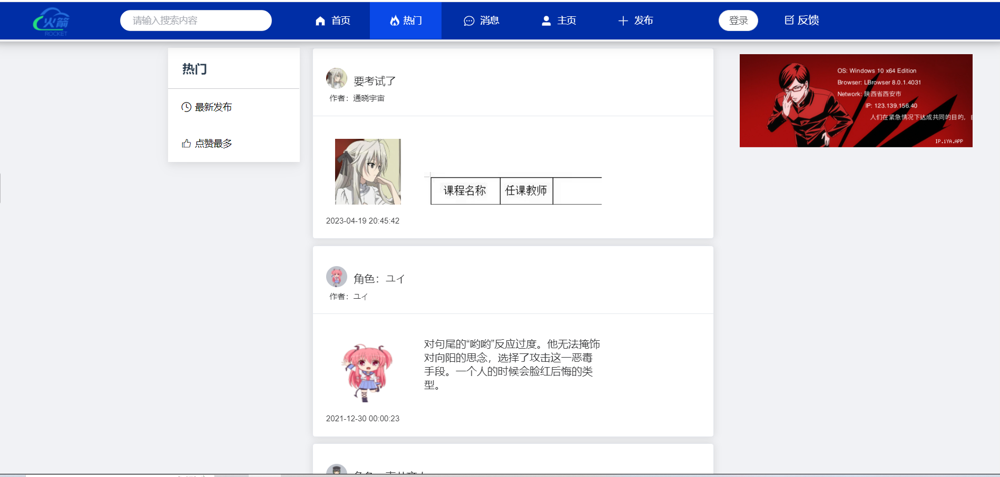 火箭
ROCKET
请输入搜索内容
首页
热门
消息
主页
发布
登录
反馈
热门
最新发布
点赞最多
要考试了
作者：通晓宇宙
课程名称
任课教师
2023-04-19 20:45:42
角色：ユイ
作者：ユイ
对句尾的“哟哟”反应过度。他无法掩饰
对向阳的思念，选择了攻击这一恶毒
手段。一个人的时候会脸红后悔的类
型。
2021-12-30 00:00:23
OS: Windows 10 x64 Edition
Browser: LBrowser 8.0.1.4031
Network: 陕西省西安市
IP: 123.139.156.40
人们在紧急情况下达成共同的目的，
IP.iYA.APP